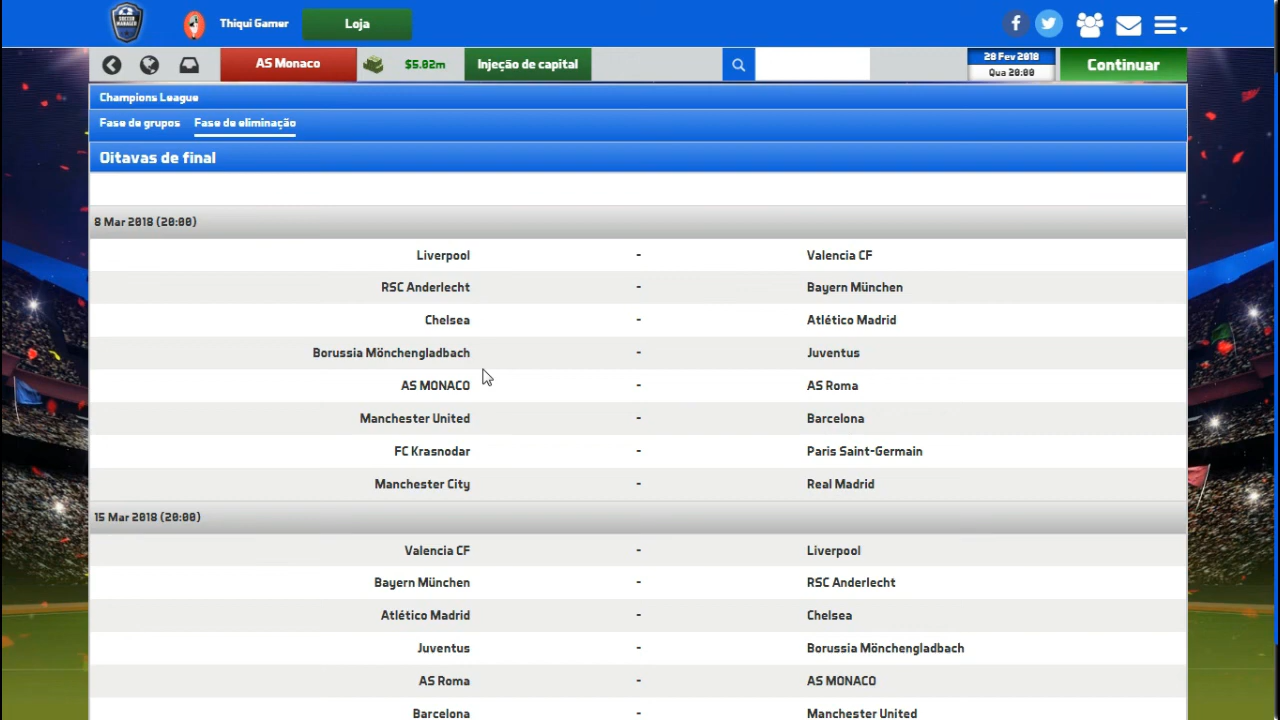 SOCCER MANAGER
Thiqui Gamer
Loja
AS Monaco
$5.02m
Injeção de capital
28 Fev 2018
Qua 20:00
Continuar
Champions League
Fase de grupos Fase de eliminação
Oitavas de final
8 Mar 2018 (20:00)
Liverpool - Valencia CF
RSC Anderlecht - Bayern München
Chelsea - Atlético Madrid
Borussia Mönchengladbach - Juventus
AS MONACO - AS Roma
Manchester United - Barcelona
FC Krasnodar - Paris Saint-Germain
Manchester City - Real Madrid
15 Mar 2018 (20:00)
Valencia CF - Liverpool
Bayern München - RSC Anderlecht
Atlético Madrid - Chelsea
Juventus - Borussia Mönchengladbach
AS Roma - AS MONACO
Barcelona - Manchester United